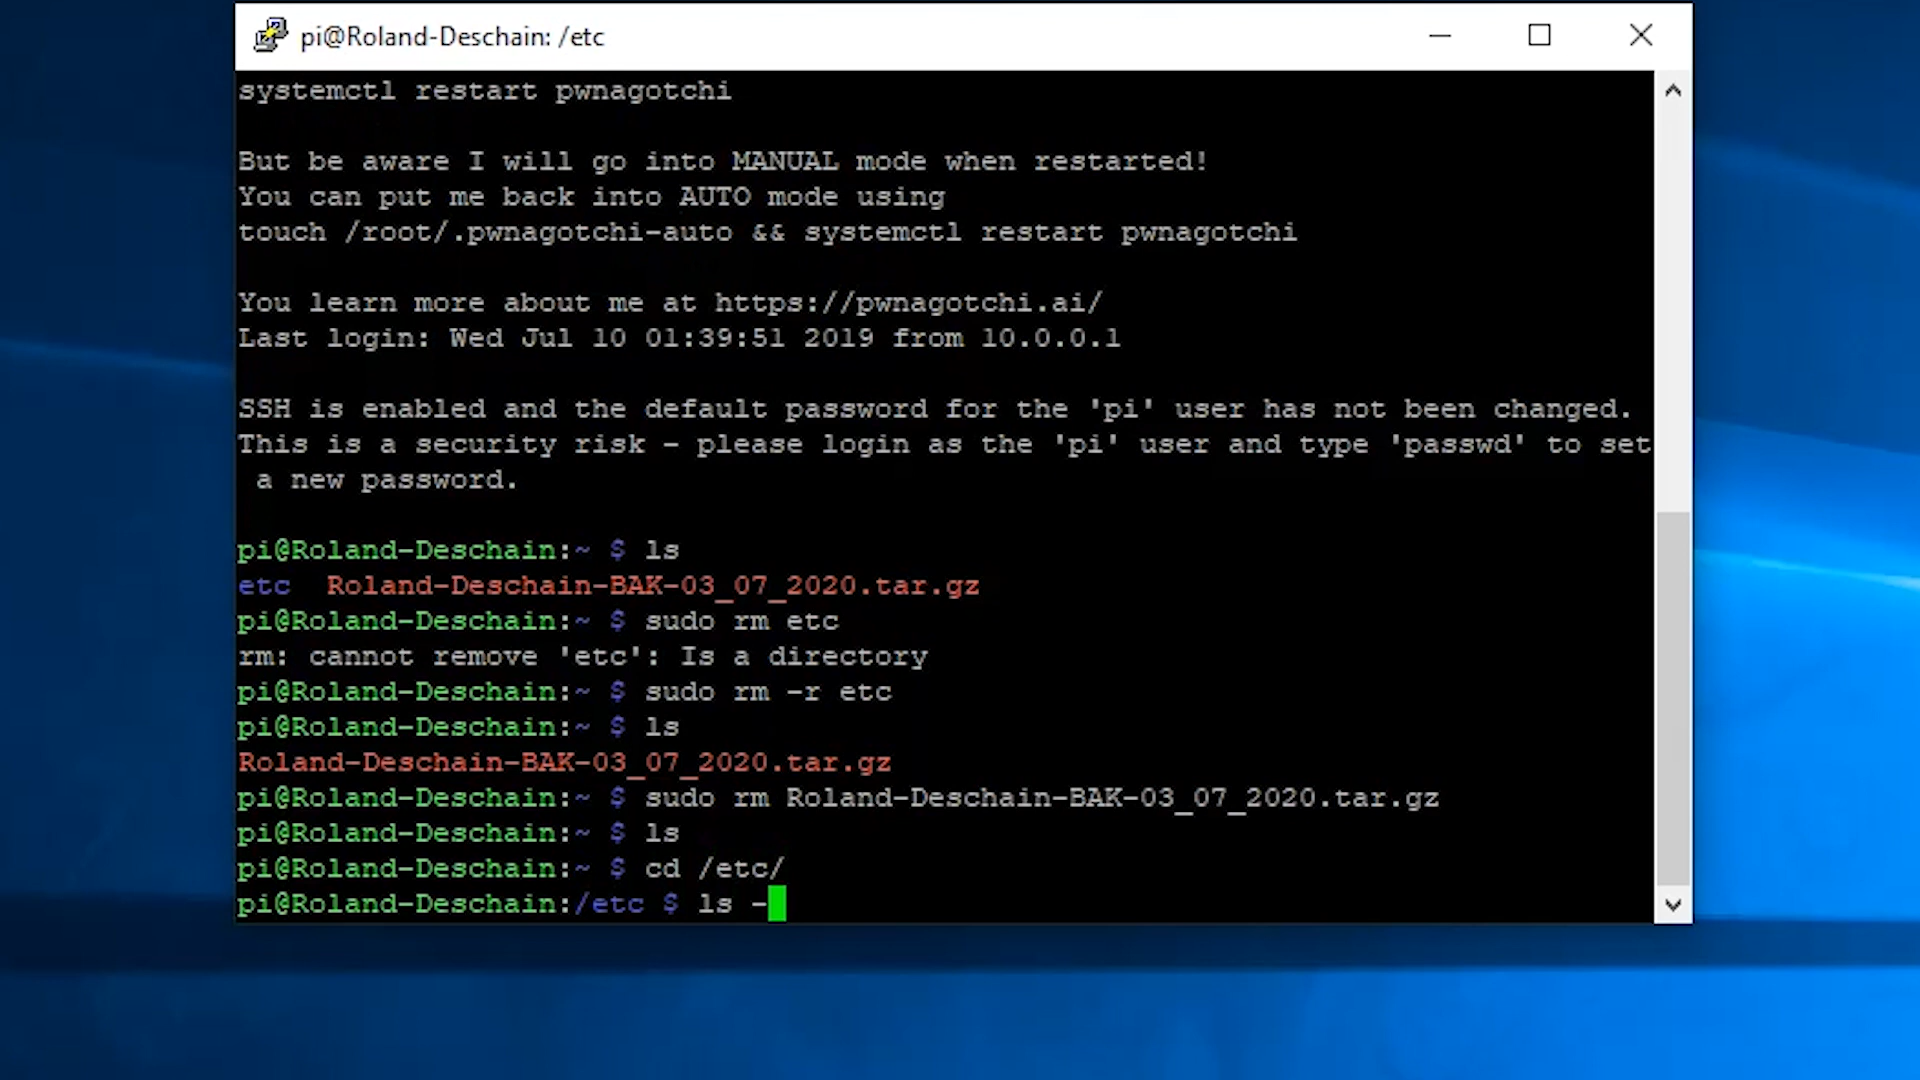 pi@Roland-Deschain: /etc
systemctl restart pwnagotchi
But be aware I will go into MANUAL mode when restarted!
You can put me back into AUTO mode using
touch /root/.pwnagotchi-auto && systemctl restart pwnagotchi
You learn more about me at https://pwnagotchi.ai/
Last login: Wed Jul 10 01:39:51 2019 from 10.0.0.1
SSH is enabled and the default password for the 'pi' user has not been changed.
This is a security risk - please login as the 'pi' user and type 'passwd' to set
 a new password.
pi@Roland-Deschain:~ $ ls
etc  Roland-Deschain-BAK-03_07_2020.tar.gz
pi@Roland-Deschain:~ $ sudo rm etc
rm: cannot remove 'etc': Is a directory
pi@Roland-Deschain:~ $ sudo rm -r etc
pi@Roland-Deschain:~ $ ls
Roland-Deschain-BAK-03_07_2020.tar.gz
pi@Roland-Deschain:~ $ sudo rm Roland-Deschain-BAK-03_07_2020.tar.gz
pi@Roland-Deschain:~ $ ls
pi@Roland-Deschain:~ $ cd /etc/
pi@Roland-Deschain:/etc $ ls -